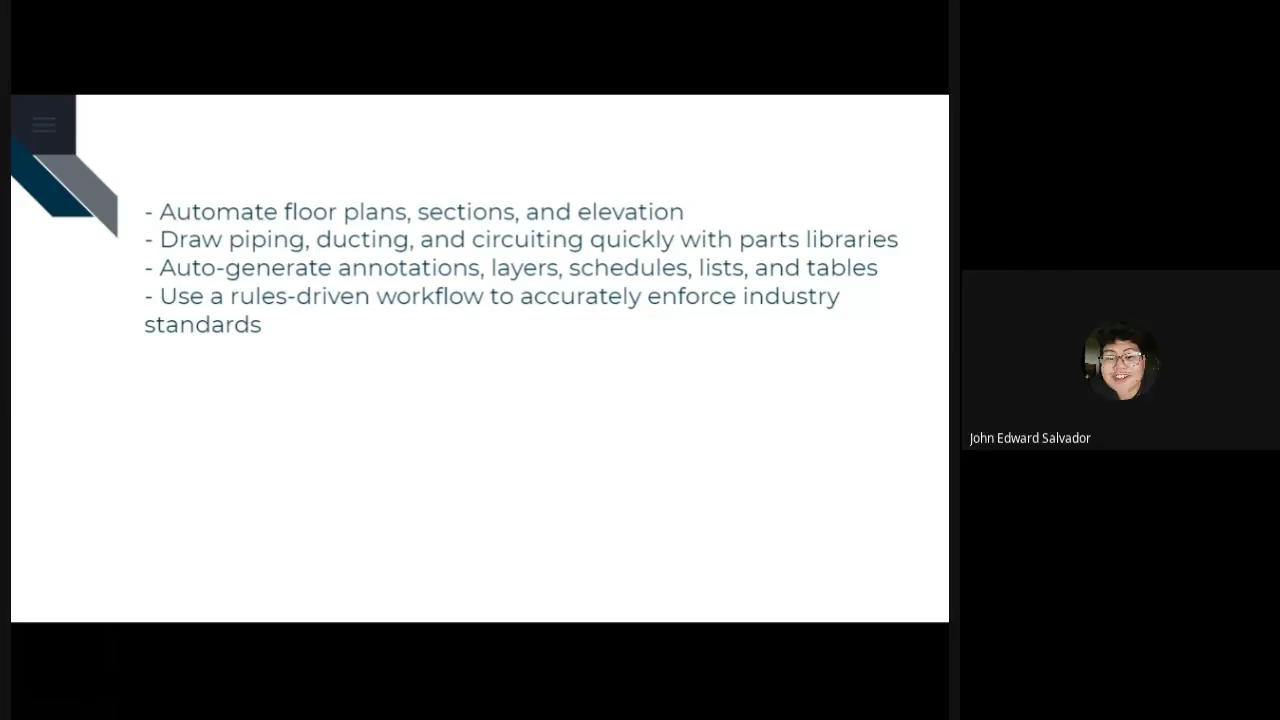 - Automate floor plans, sections, and elevation
- Draw piping, ducting, and circuiting quickly with parts libraries
- Auto-generate annotations, layers, schedules, lists, and tables
- Use a rules-driven workflow to accurately enforce industry
standards
John Edward Salvador